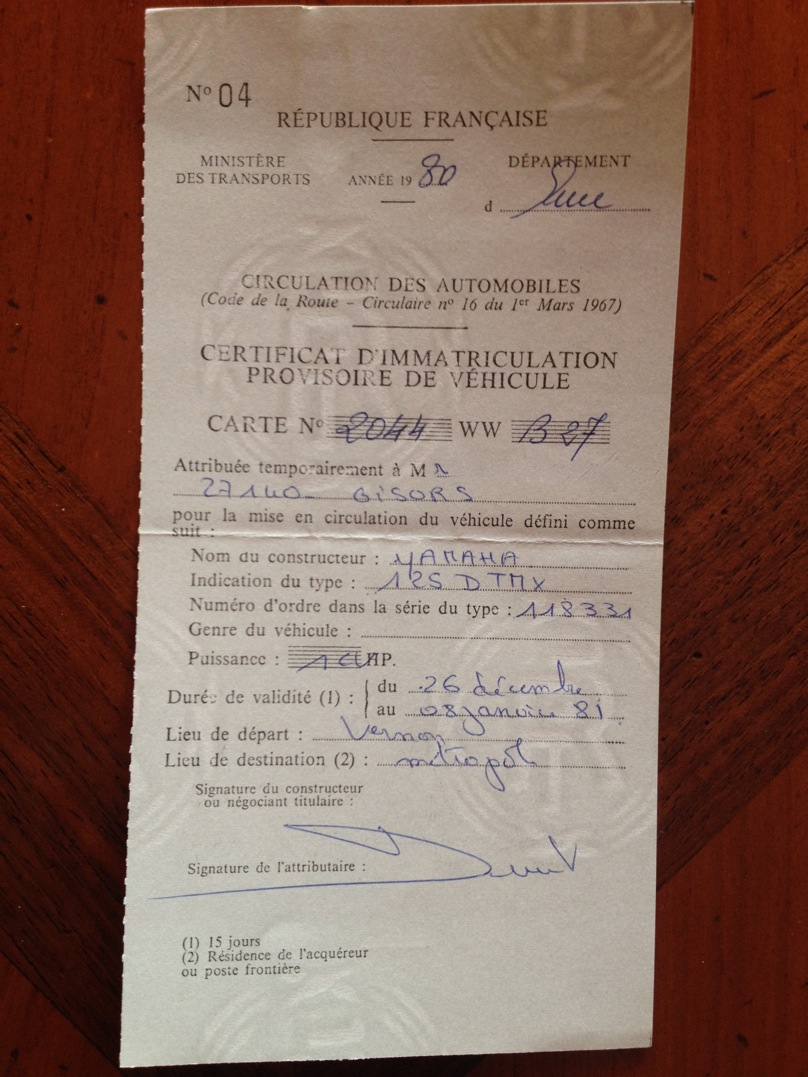 Nº 04
RÉPUBLIQUE FRANÇAISE
MINISTÈRE
DES TRANSPORTS
ANNÉE 1980
DÉPARTEMENT
d Eure
CIRCULATION DES AUTOMOBILES
(Code de la Route – Circulaire nº 16 du 1er Mars 1967)
CERTIFICAT D'IMMATRICULATION
PROVISOIRE DE VÉHICULE
CARTE Nº 2044 WW B 27
Attribuée temporairement à M r
27140 - GISORS
pour la mise en circulation du véhicule défini comme
suit :
Nom du constructeur : YAMAHA
Indication du type : 125 DTMX
Numéro d'ordre dans la série du type : 118331
Genre du véhicule :
Puissance : 1 HP.
Durée de validité (1) : du 26 décembre
au 08 janvier 81
Lieu de départ : Vernon
Lieu de destination (2) : métropole
Signature du constructeur
ou négociant titulaire :
Signature de l'attributaire :
(1) 15 jours
(2) Résidence de l'acquéreur
ou poste frontière